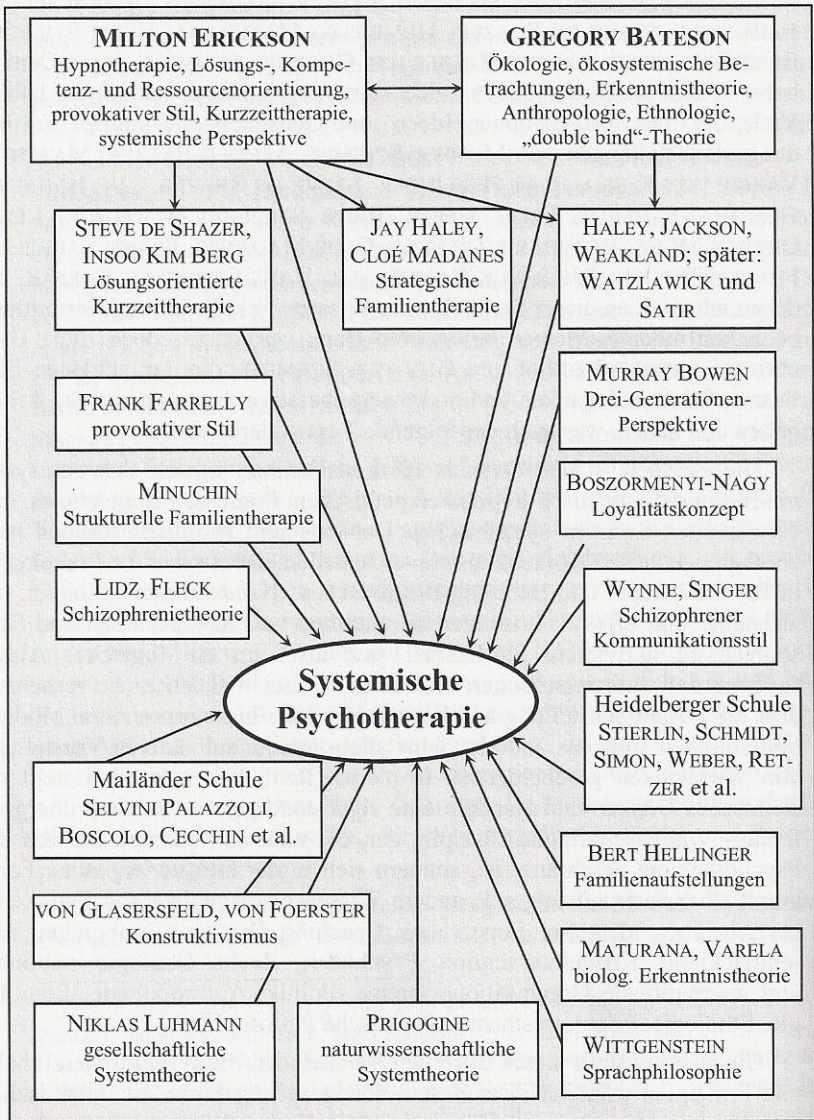 MILTON ERICKSON
Hypnotherapie, Lösungs-, Kompe-
tenz- und Ressourcenorientierung,
provokativer Stil, Kurzzeittherapie,
systemische Perspektive
GREGORY BATESON
Ökologie, ökosystemische Be-
trachtungen, Erkenntnistheorie,
Anthropologie, Ethnologie,
„double bind“-Theorie
STEVE DE SHAZER,
INSOO KIM BERG
Lösungsorientierte
Kurzzeittherapie
JAY HALEY,
CLOÉ MADANES
Strategische
Familientherapie
HALEY, JACKSON,
WEAKLAND; später:
WATZLAWICK und
SATIR
FRANK FARRELLY
provokativer Stil
MURRAY BOWEN
Drei-Generationen-
Perspektive
MINUCHIN
Strukturelle Familientherapie
BOSZORMENYI-NAGY
Loyalitätskonzept
LIDZ, FLECK
Schizophrenietheorie
WYNNE, SINGER
Schizophrener
Kommunikationsstil
Systemische
Psychotherapie
Heidelberger Schule
STIERLIN, SCHMIDT,
SIMON, WEBER, RET-
ZER et al.
Mailänder Schule
SELVINI PALAZZOLI,
BOSCOLO, CECCHIN et al.
BERT HELLINGER
Familienaufstellungen
VON GLASERSFELD, VON FOERSTER
Konstruktivismus
MATURANA, VARELA
biolog. Erkenntnistheorie
NIKLAS LUHMANN
gesellschaftliche
Systemtheorie
PRIGOGINE
naturwissenschaftliche
Systemtheorie
WITTGENSTEIN
Sprachphilosophie